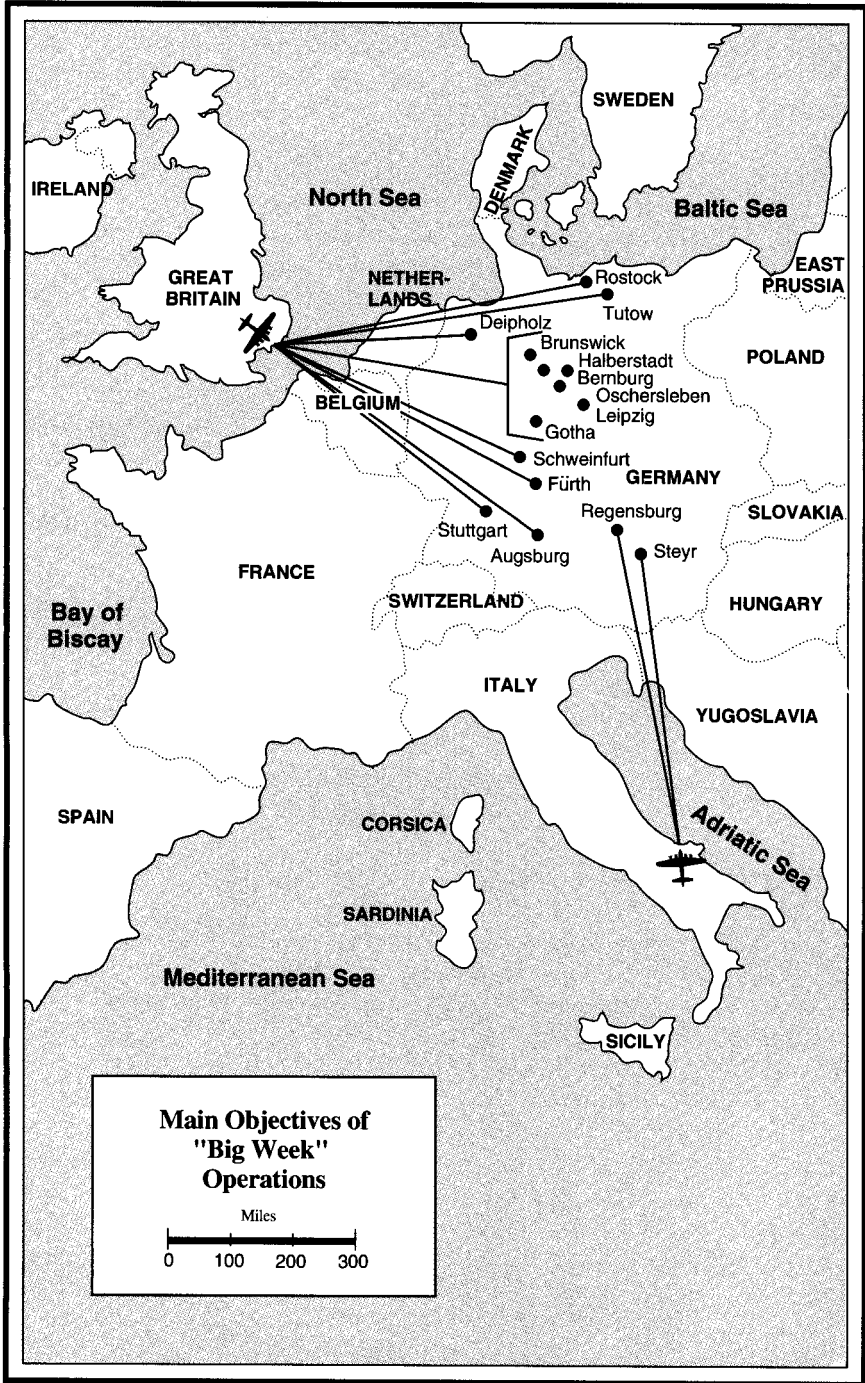 SWEDEN
DENMARK
IRELAND
North Sea
Baltic Sea
GREAT
BRITAIN
NETHER-
LANDS
EAST
PRUSSIA
Rostock
Tutow
Deipholz
Brunswick
Halberstadt
Bernburg
Oschersleben
Leipzig
Gotha
POLAND
BELGIUM
Schweinfurt
GERMANY
Fürth
Regensburg
SLOVAKIA
Stuttgart
Augsburg
Steyr
FRANCE
SWITZERLAND
HUNGARY
Bay of
Biscay
ITALY
YUGOSLAVIA
SPAIN
CORSICA
Adriatic Sea
SARDINIA
Mediterranean Sea
SICILY
Main Objectives of
"Big Week"
Operations
Miles
0 100 200 300